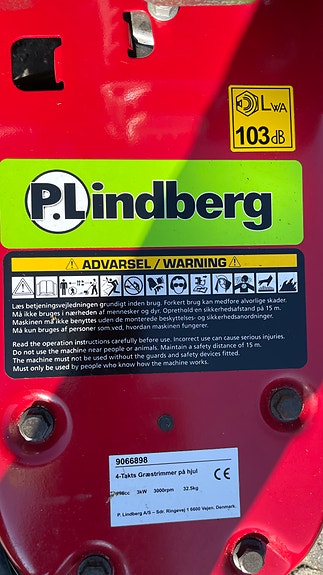 LWA
103dB
P.Lindberg
ADVARSEL / WARNING
Læs betjeningsvejledningen grundigt inden brug. Forkert brug kan medføre alvorlige skader.
Må ikke bruges i nærheden af mennesker og dyr. Oprethold en sikkerhedsafstand på 15 m.
Maskinen må ikke benyttes uden de monterede beskyttelses- og sikkerhedsanordninger.
Må kun bruges af personer som ved, hvordan maskinen fungerer.
Read the operation instructions carefully before use. Incorrect use can cause serious injuries.
Do not use the machine near people or animals. Maintain a safety distance of 15 m.
The machine must not be used without the guards and safety devices fitted.
Must only be used by people who know how the machine works.
9066898
4-Takts Græstrimmer på hjul CE
3kW 3000rpm 32.5kg
P. Lindberg A/S – Sdr. Ringevej 1 6600 Vejen. Denmark.